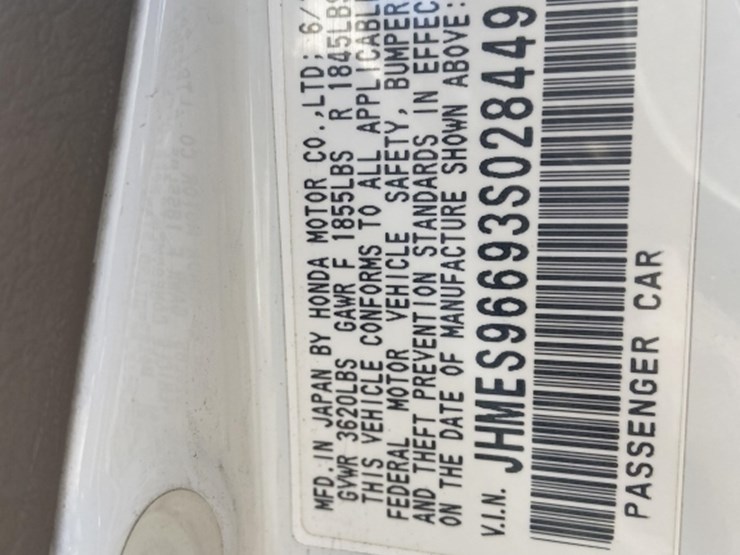 MFD. IN JAPAN BY HONDA MOTOR CO.,LTD; 6/
GVWR 3620LBS GAWR F 1855LBS R 1845LBS
THIS VEHICLE CONFORMS TO ALL APPLICABLE
FEDERAL MOTOR VEHICLE SAFETY, BUMPER
AND THEFT PREVENTION STANDARDS IN EFFEC
ON THE DATE OF MANUFACTURE SHOWN ABOVE:
V.I.N. JHMES96693S028449
PASSENGER CAR